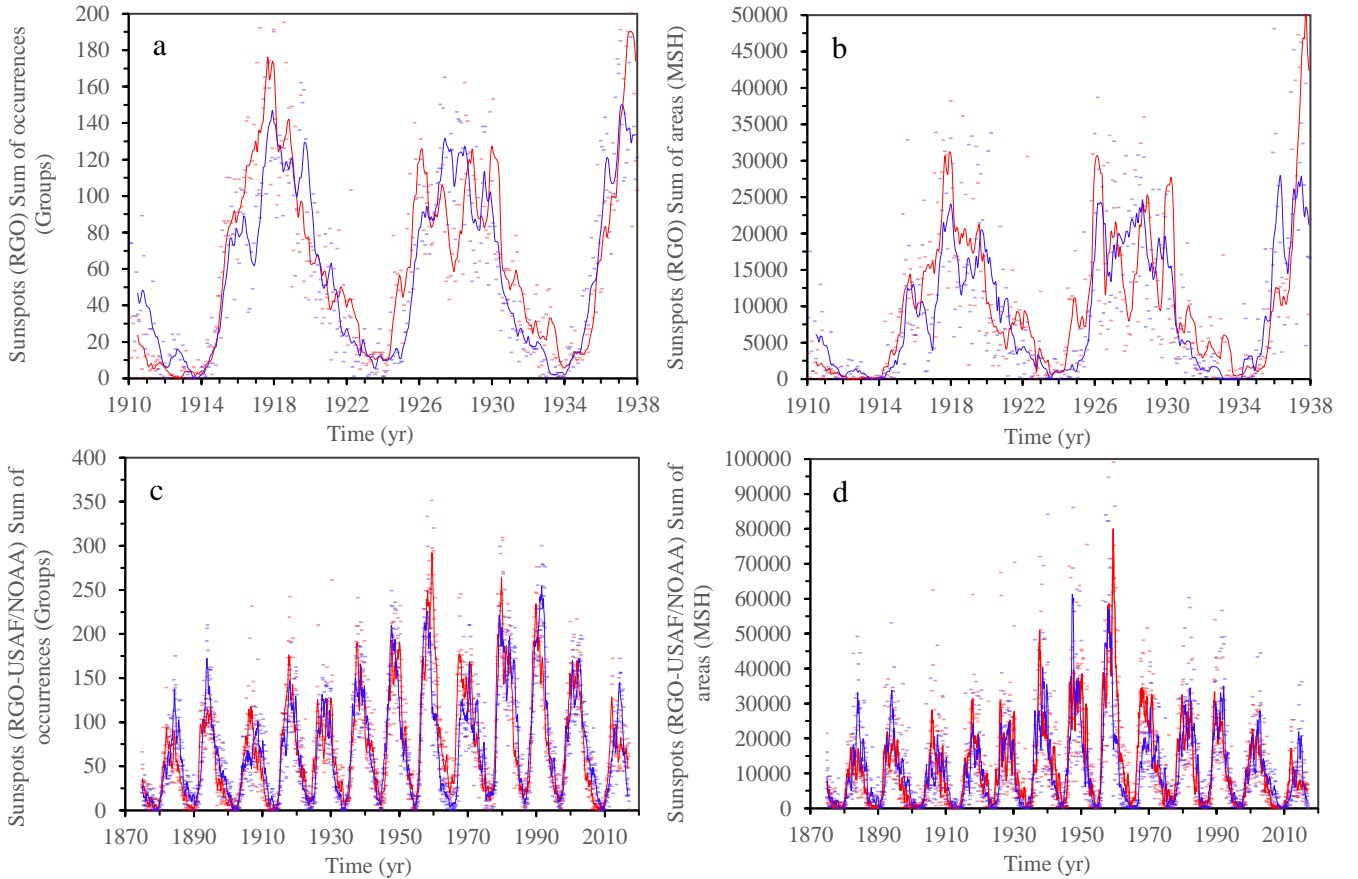 Sunspots (RGO) Sum of occurrences
(Groups)
200
180
160
140
120
100
80
60
40
20
0
a
1910 1914 1918 1922 1926 1930 1934 1938
Time (yr)
Sunspots (RGO) Sum of areas (MSH)
50000
45000
40000
35000
30000
25000
20000
15000
10000
5000
0
b
1910 1914 1918 1922 1926 1930 1934 1938
Time (yr)
Sunspots (RGO-USAF/NOAA) Sum of
occurrences (Groups)
400
350
300
250
200
150
100
50
0
c
1870 1890 1910 1930 1950 1970 1990 2010
Time (yr)
Sunspots (RGO-USAF/NOAA) Sum of
areas (MSH)
100000
90000
80000
70000
60000
50000
40000
30000
20000
10000
0
d
1870 1890 1910 1930 1950 1970 1990 2010
Time (yr)